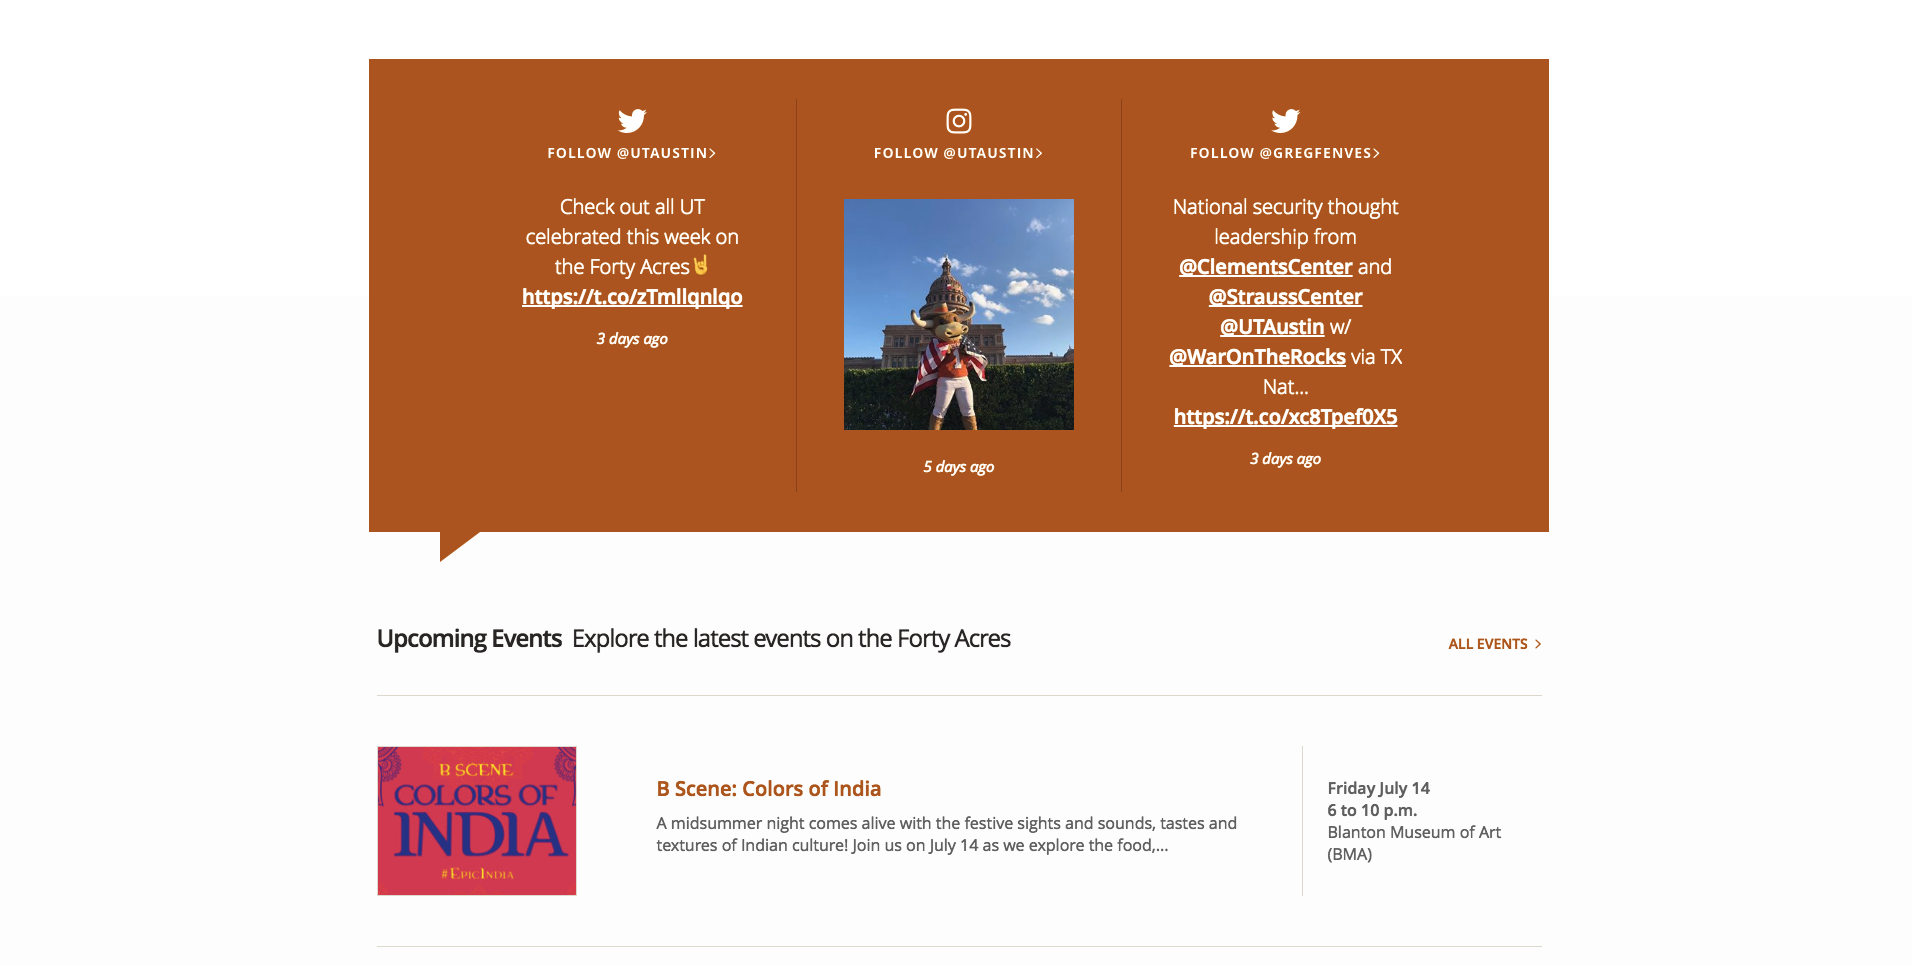 FOLLOW @UTAUSTIN>
Check out all UT
celebrated this week on
the Forty Acres🤘
https://t.co/zTmllqnlqo
3 days ago
FOLLOW @UTAUSTIN>
5 days ago
FOLLOW @GREGFENVES>
National security thought
leadership from
@ClementsCenter and
@StraussCenter
@UTAustin w/
@WarOnTheRocks via TX
Nat...
https://t.co/xc8Tpef0X5
3 days ago
Upcoming Events Explore the latest events on the Forty Acres
ALL EVENTS >
B SCENE
COLORS OF
INDIA
#EPICINDIA
B Scene: Colors of India
A midsummer night comes alive with the festive sights and sounds, tastes and
textures of Indian culture! Join us on July 14 as we explore the food,...
Friday July 14
6 to 10 p.m.
Blanton Museum of Art
(BMA)